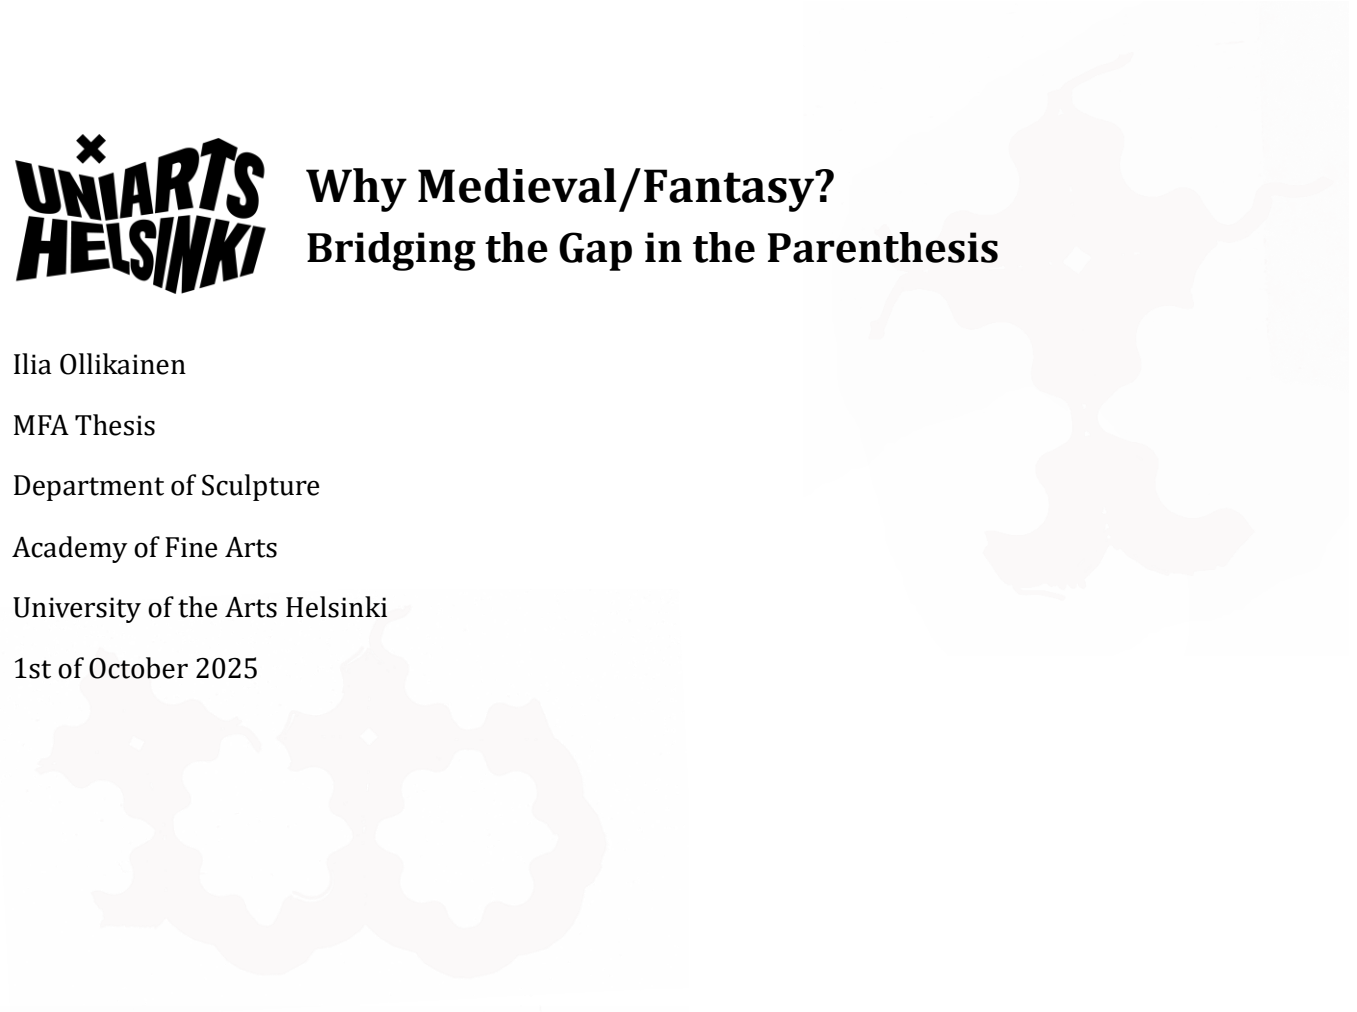 UNIARTS
HELSINKI
Why Medieval/Fantasy?
Bridging the Gap in the Parenthesis
Ilia Ollikainen
MFA Thesis
Department of Sculpture
Academy of Fine Arts
University of the Arts Helsinki
1st of October 2025